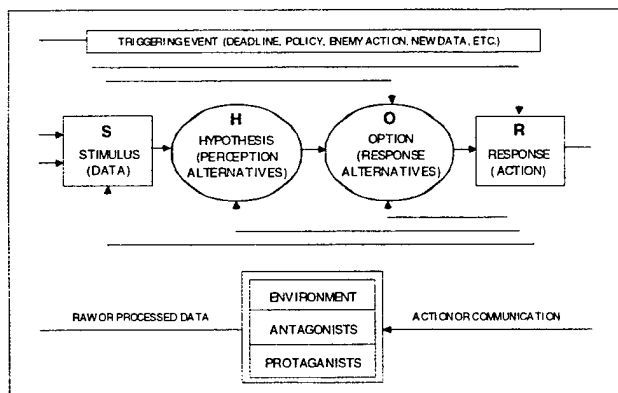 TRIGGERING EVENT (DEADLINE, POLICY, ENEMY ACTION, NEW DATA, ETC.)
S
STIMULUS
(DATA)
H
HYPOTHESIS
(PERCEPTION
ALTERNATIVES)
O
OPTION
(RESPONSE
ALTERNATIVES)
R
RESPONSE
(ACTION)
RAW OR PROCESSED DATA
ENVIRONMENT
ANTAGONISTS
PROTAGANISTS
ACTION OR COMMUNICATION